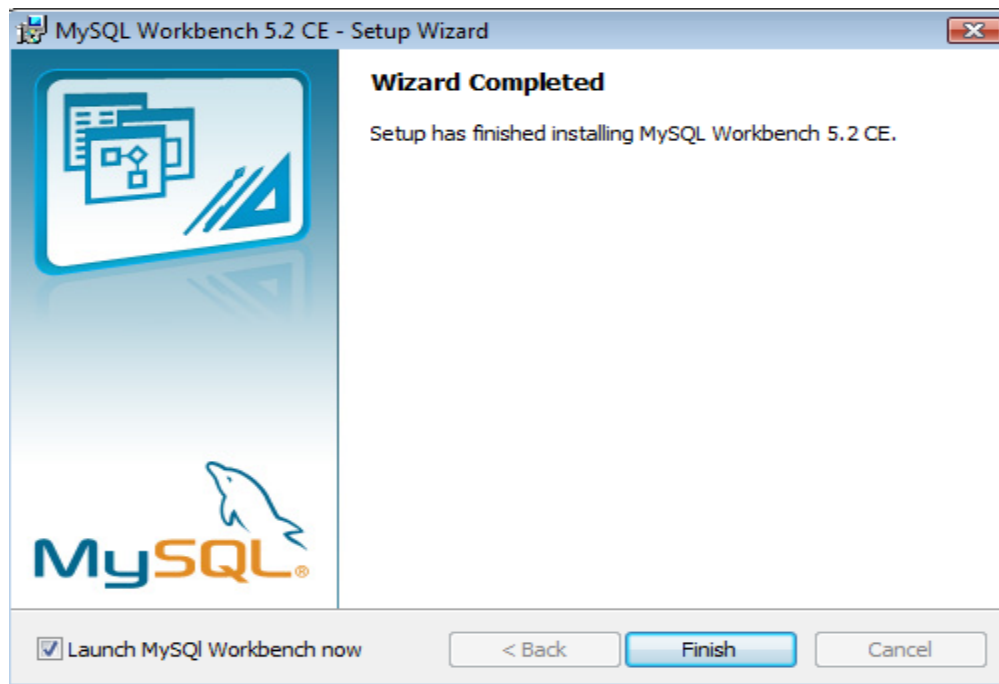 MySQL Workbench 5.2 CE - Setup Wizard
Wizard Completed
Setup has finished installing MySQL Workbench 5.2 CE.
MySQL®
Launch MySQl Workbench now
< Back
Finish
Cancel